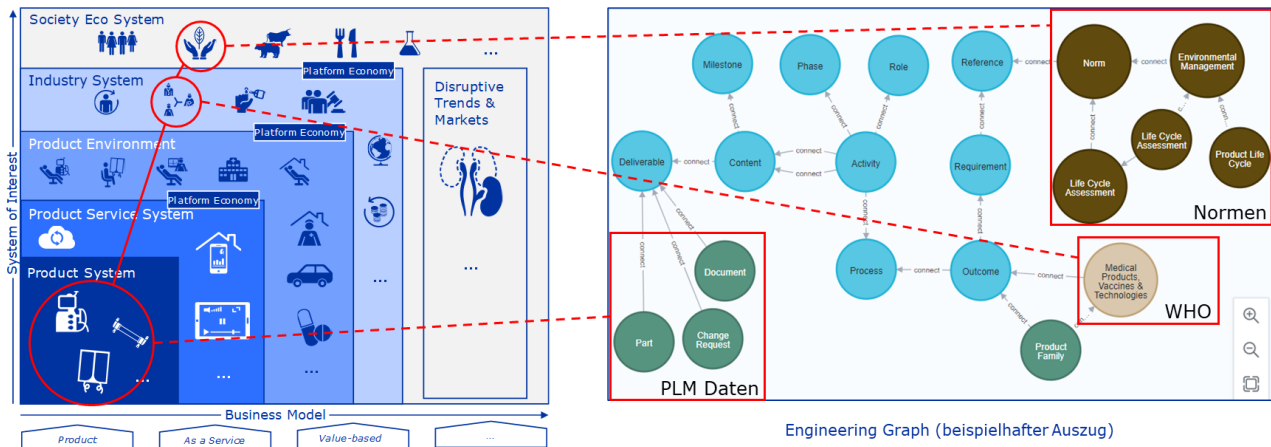 System of Interest
Society Eco System
...
Industry System
Platform Economy
Disruptive
Trends &
Markets
Platform Economy
Product Environment
Platform Economy
Product Service System
Product System
...
...
...
...
...
Business Model
Product
As a Service
Value-based
...
Milestone
Phase
Role
Reference
connect
Norm
connect
Environmental
Management
connect
connect
connect
connect
connect
c...
conn...
Deliverable
connect
Content
connect
connect
Activity
Requirement
Life Cycle
Assessment
Product Life
Cycle
Life Cycle
Assessment
Normen
connect
connect
connect
connect
connect
Document
Process
connect
Outcome
connect
Medical
Products,
Vaccines &
Technologies
WHO
Part
Change
Request
connect
con...
Product
Family
PLM Daten
Engineering Graph (beispielhafter Auszug)